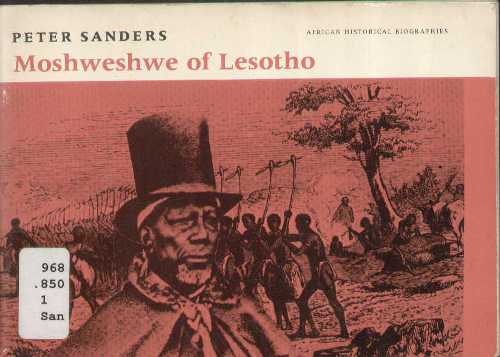 PETER SANDERS
AFRICAN HISTORICAL BIOGRAPHIES
Moshweshwe of Lesotho
968
.850
1
San